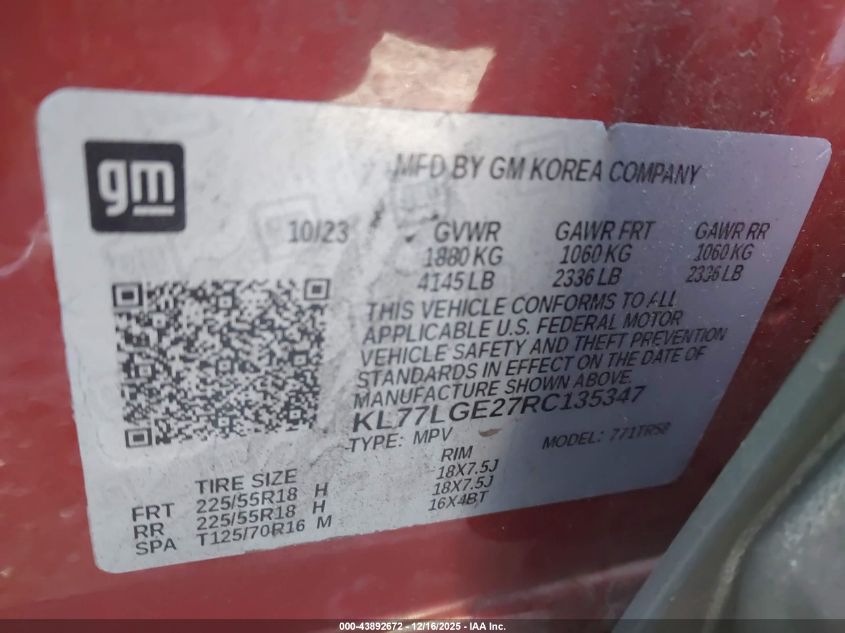 gm
MFD BY GM KOREA COMPANY
10/23 GVWR GAWR FRT GAWR RR
1880 KG 1060 KG 1060 KG
4145 LB 2336 LB 2336 LB
THIS VEHICLE CONFORMS TO ALL
APPLICABLE U.S. FEDERAL MOTOR
VEHICLE SAFETY AND THEFT PREVENTION
STANDARDS IN EFFECT ON THE DATE OF
MANUFACTURE SHOWN ABOVE.
KL77LGE27RC135347
TYPE: MPV MODEL: 771TR58
TIRE SIZE RIM
FRT 225/55R18 H 18X7.5J
RR 225/55R18 H 18X7.5J
SPA T125/70R16 M 16X4BT
000-43892672 - 12/16/2025 - IAA Inc.